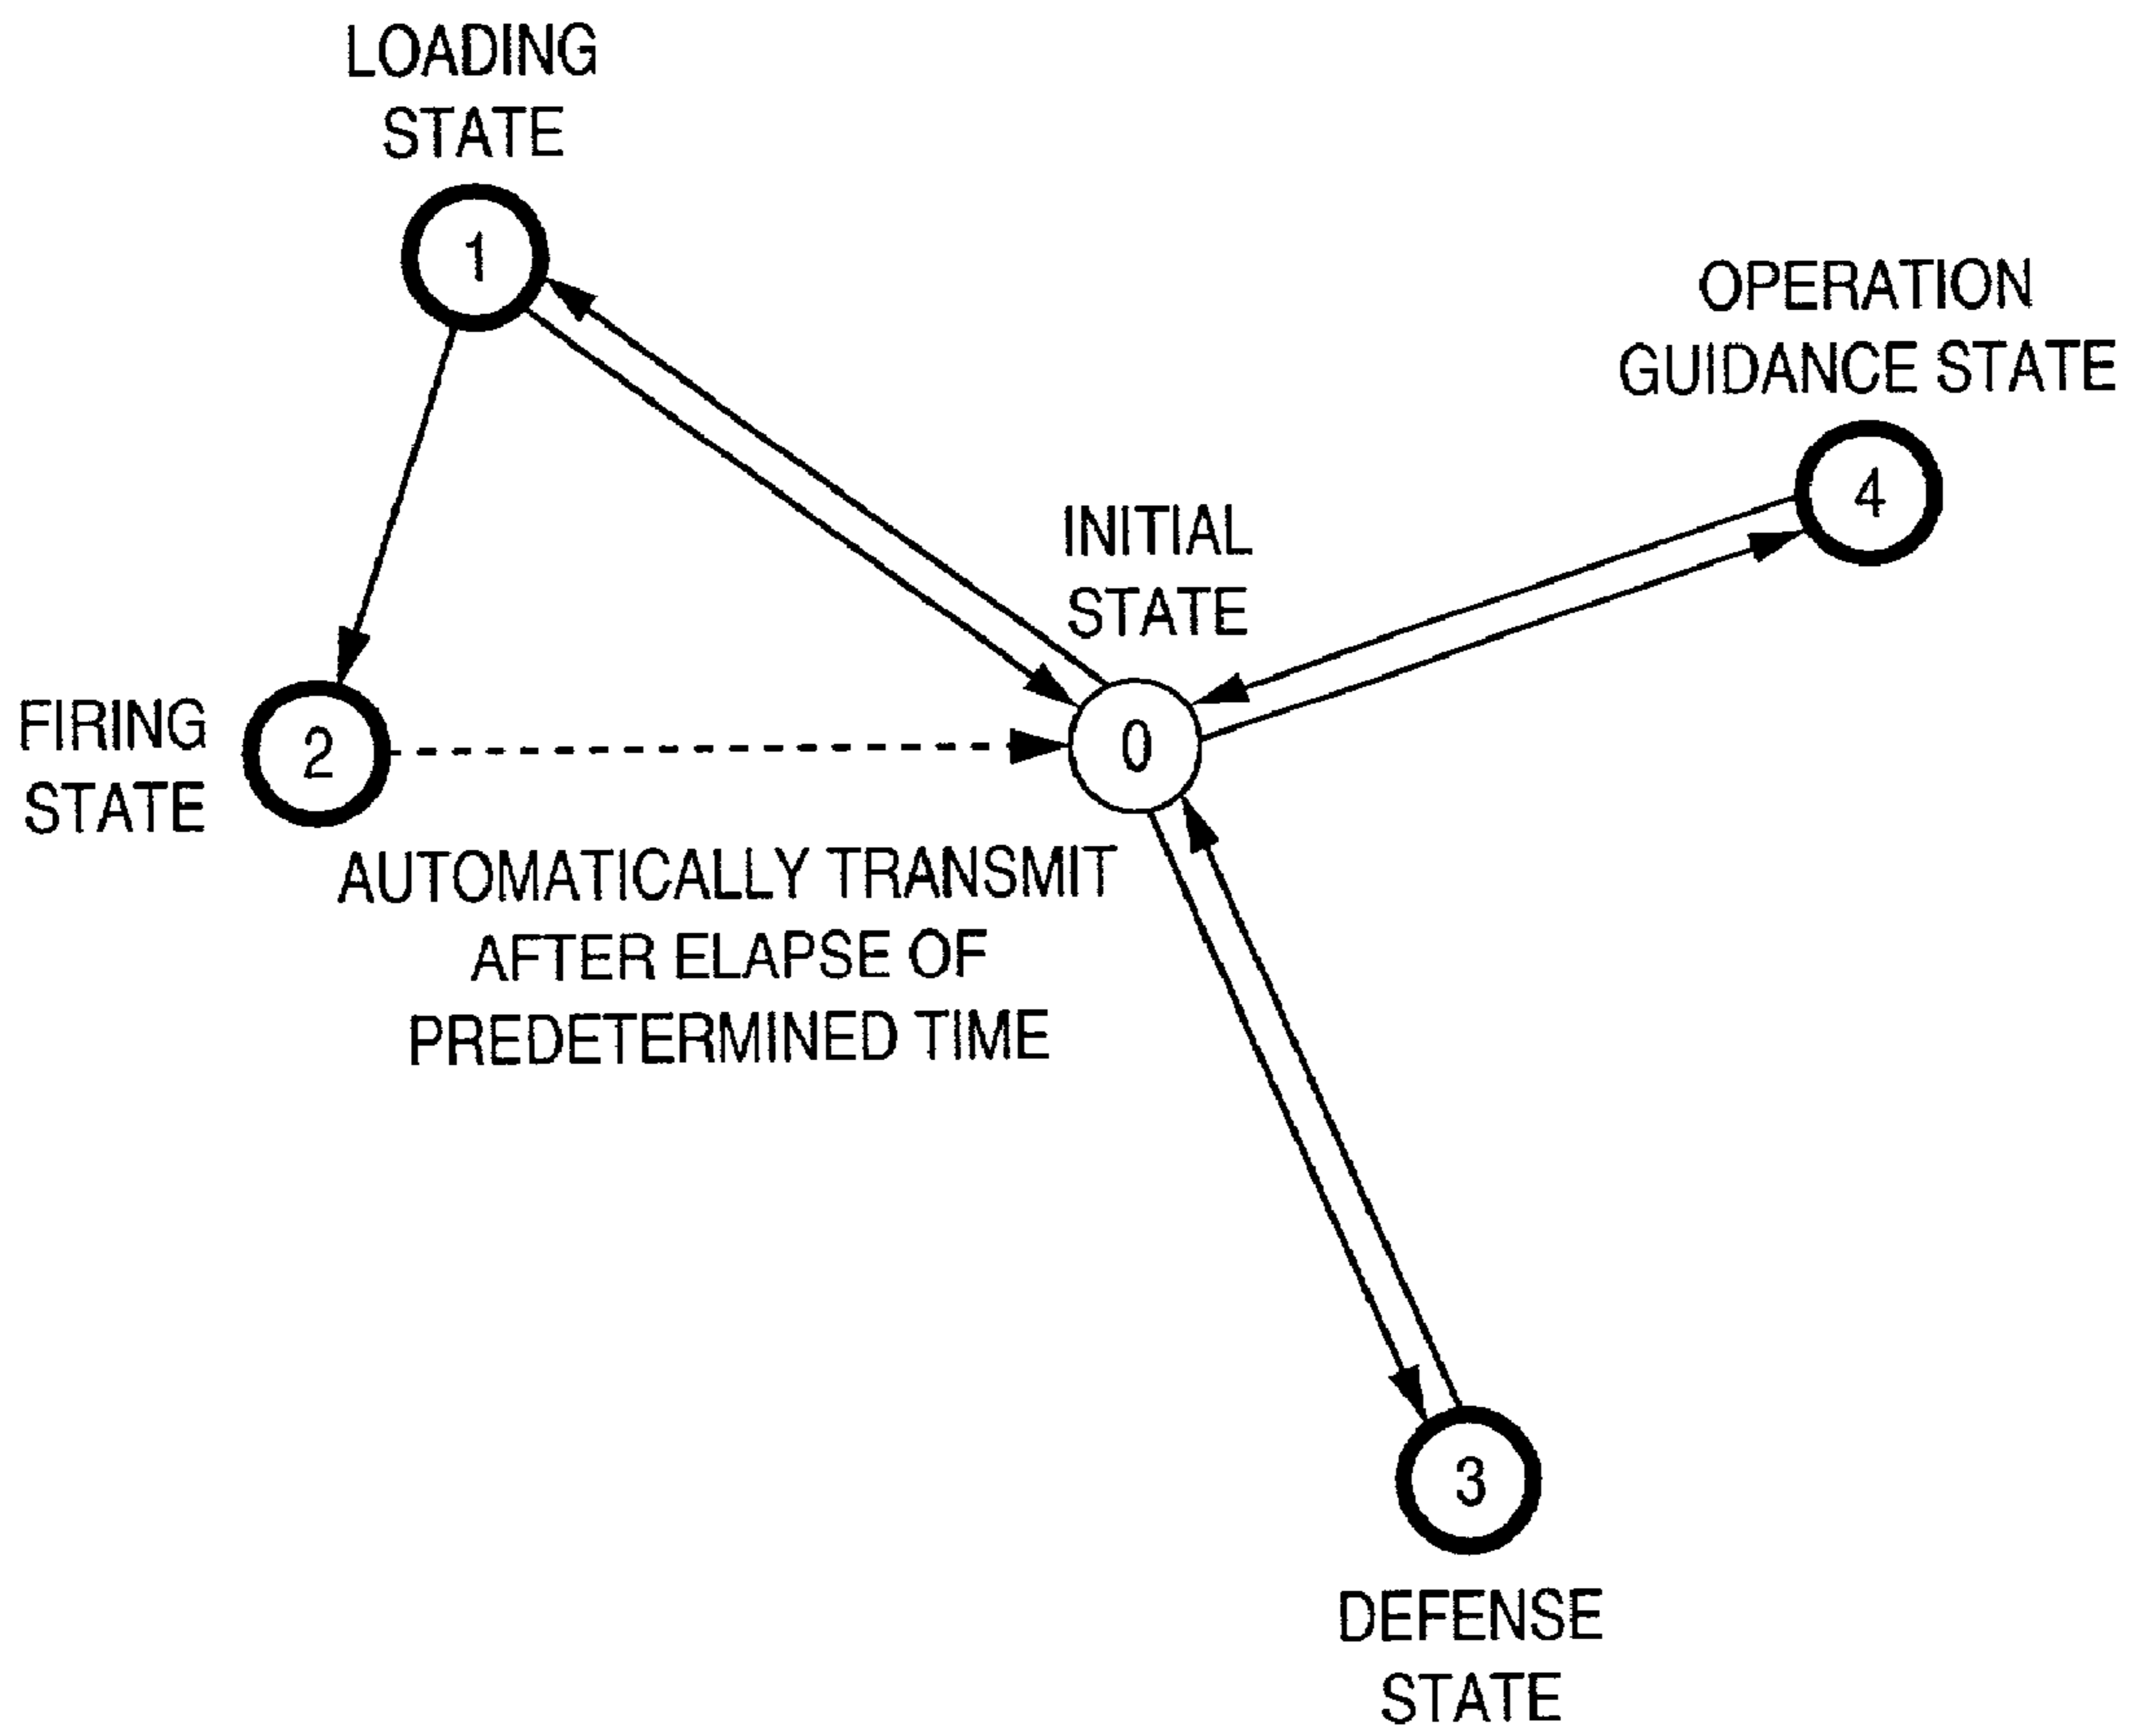 LOADING
STATE
1
OPERATION
GUIDANCE STATE
4
INITIAL
STATE
0
FIRING
STATE
2
AUTOMATICALLY TRANSMIT
AFTER ELAPSE OF
PREDETERMINED TIME
3
DEFENSE
STATE